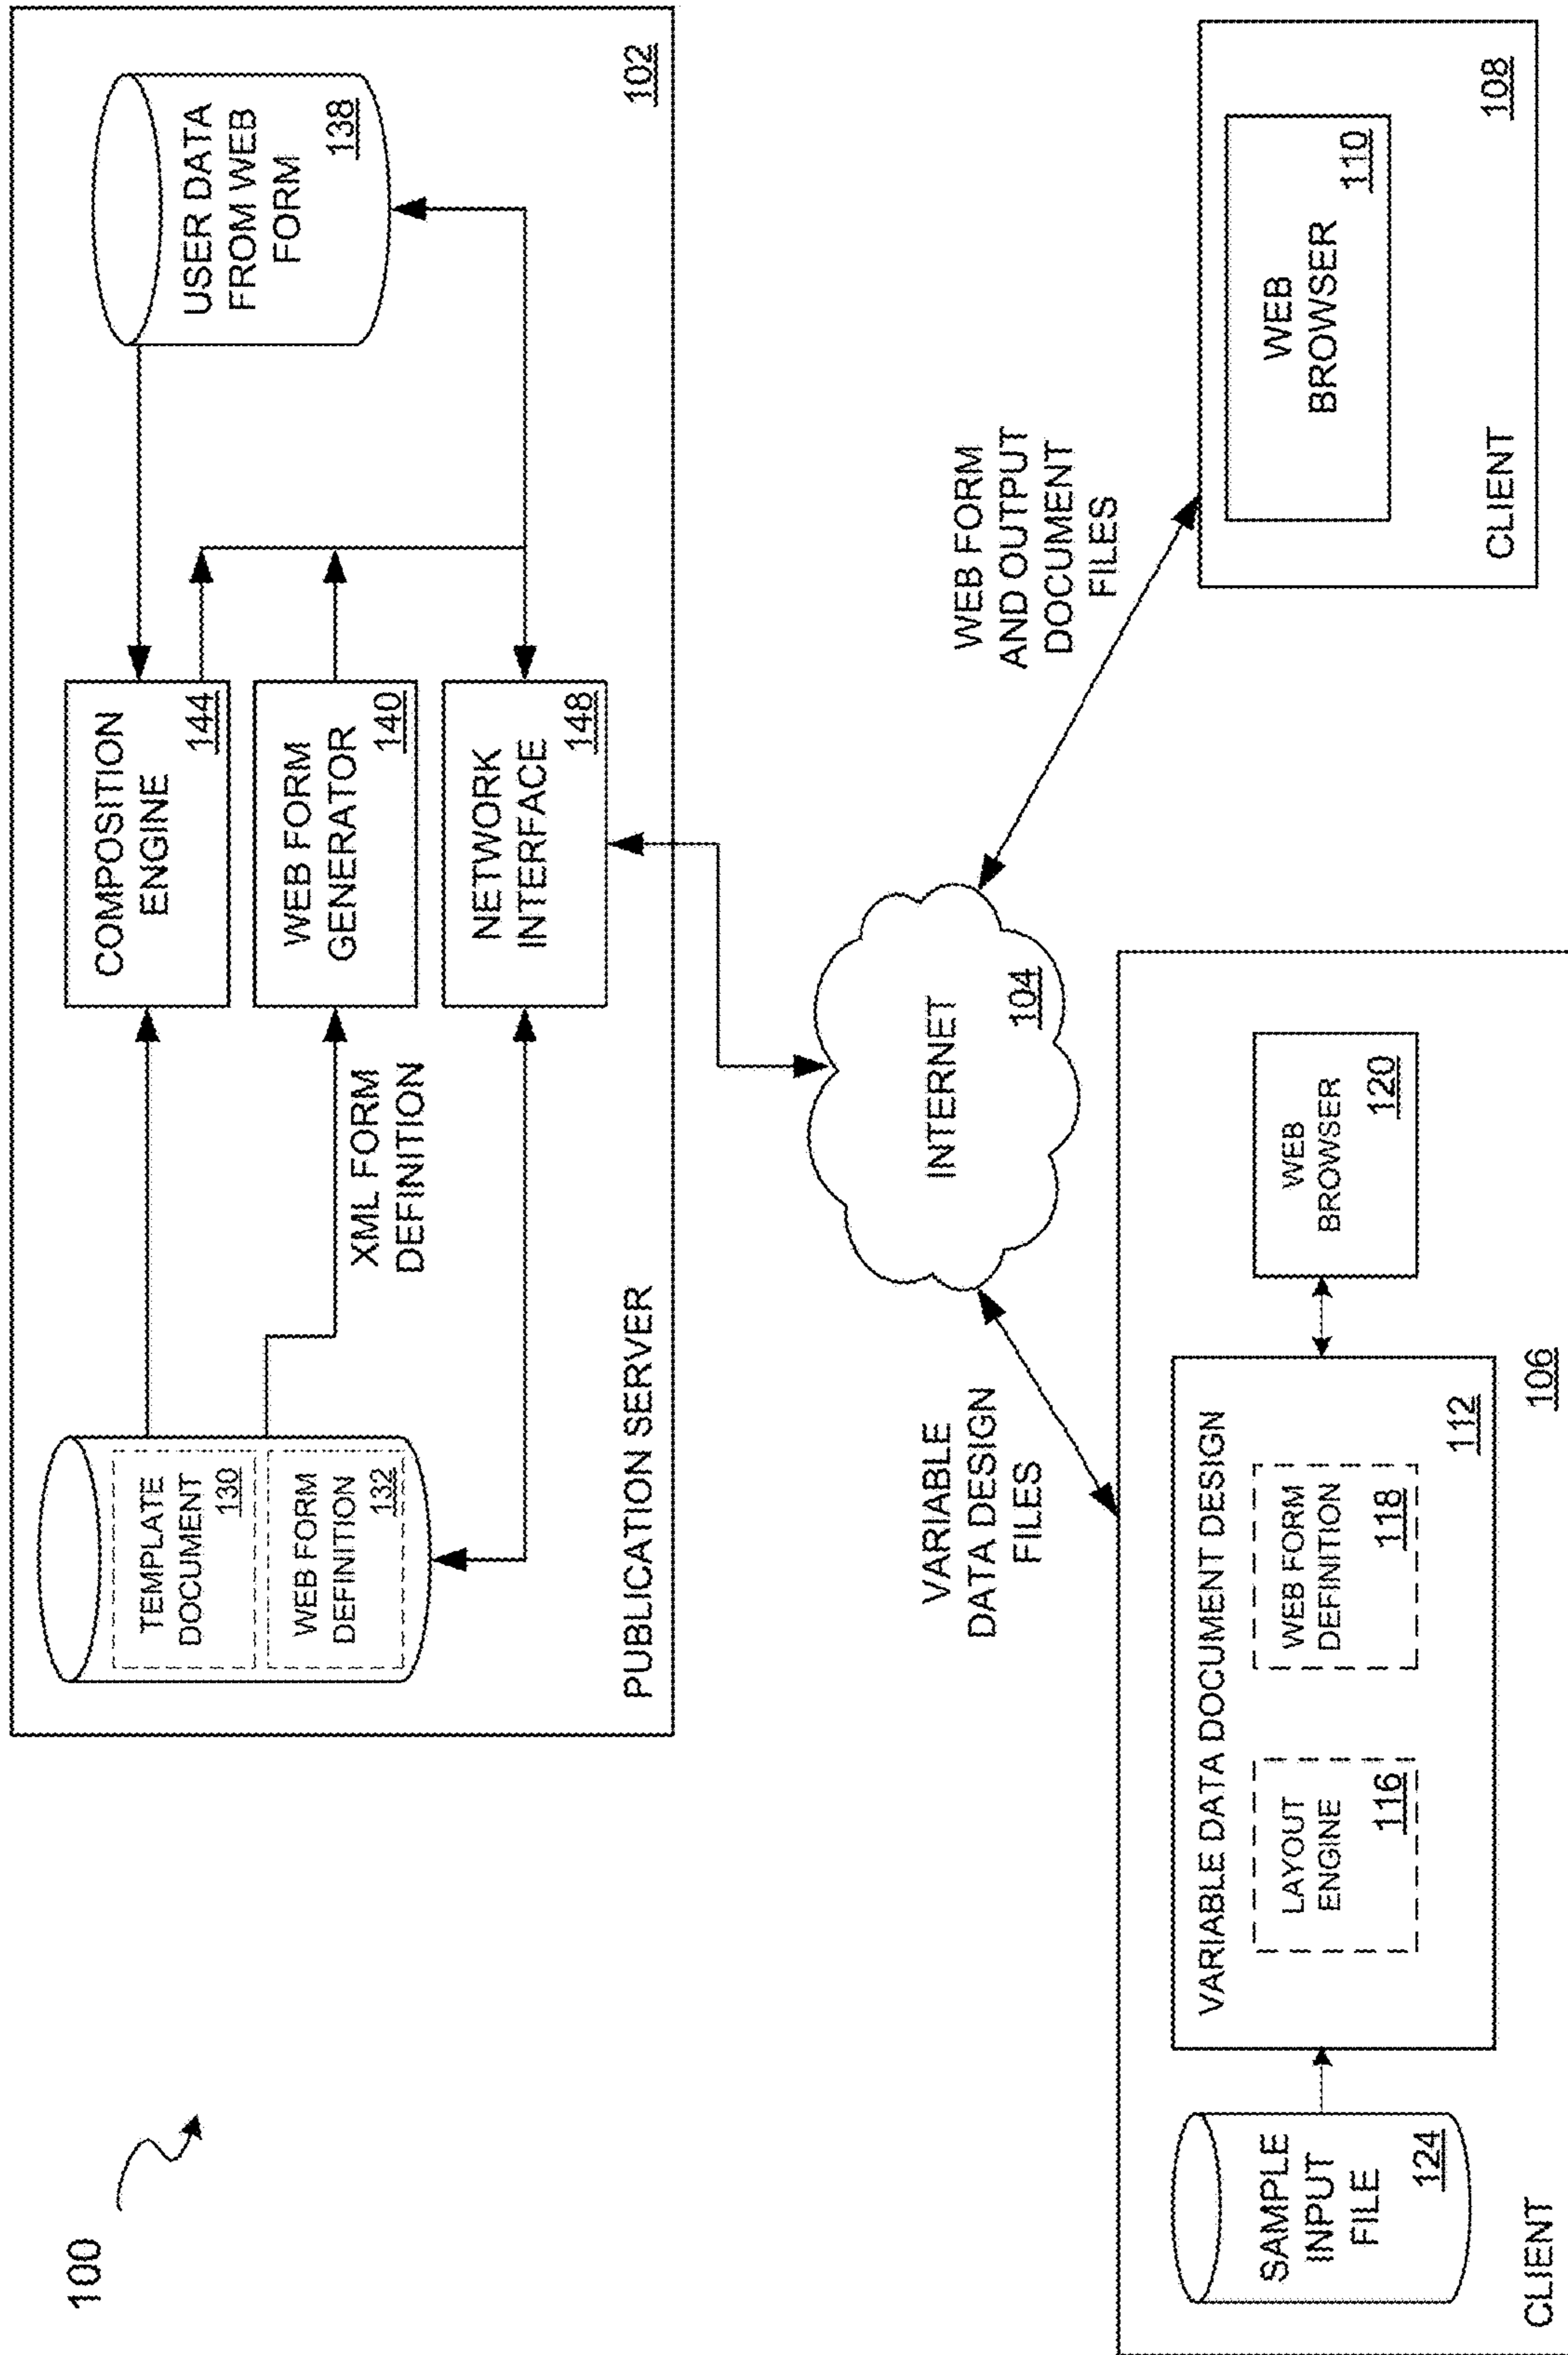 100
TEMPLATE
DOCUMENT
130
WEB FORM
DEFINITION
132
XML FORM
DEFINITION
COMPOSITION
ENGINE
144
WEB FORM
GENERATOR
140
NETWORK
INTERFACE
148
USER DATA
FROM WEB
FORM
138
PUBLICATION SERVER
102
INTERNET
104
VARIABLE
DATA DESIGN
FILES
WEB FORM
AND OUTPUT
DOCUMENT
FILES
SAMPLE
INPUT
FILE
124
VARIABLE DATA DOCUMENT DESIGN
LAYOUT
ENGINE
116
WEB FORM
DEFINITION
118
112
WEB
BROWSER
120
CLIENT
106
WEB
BROWSER
110
CLIENT
108